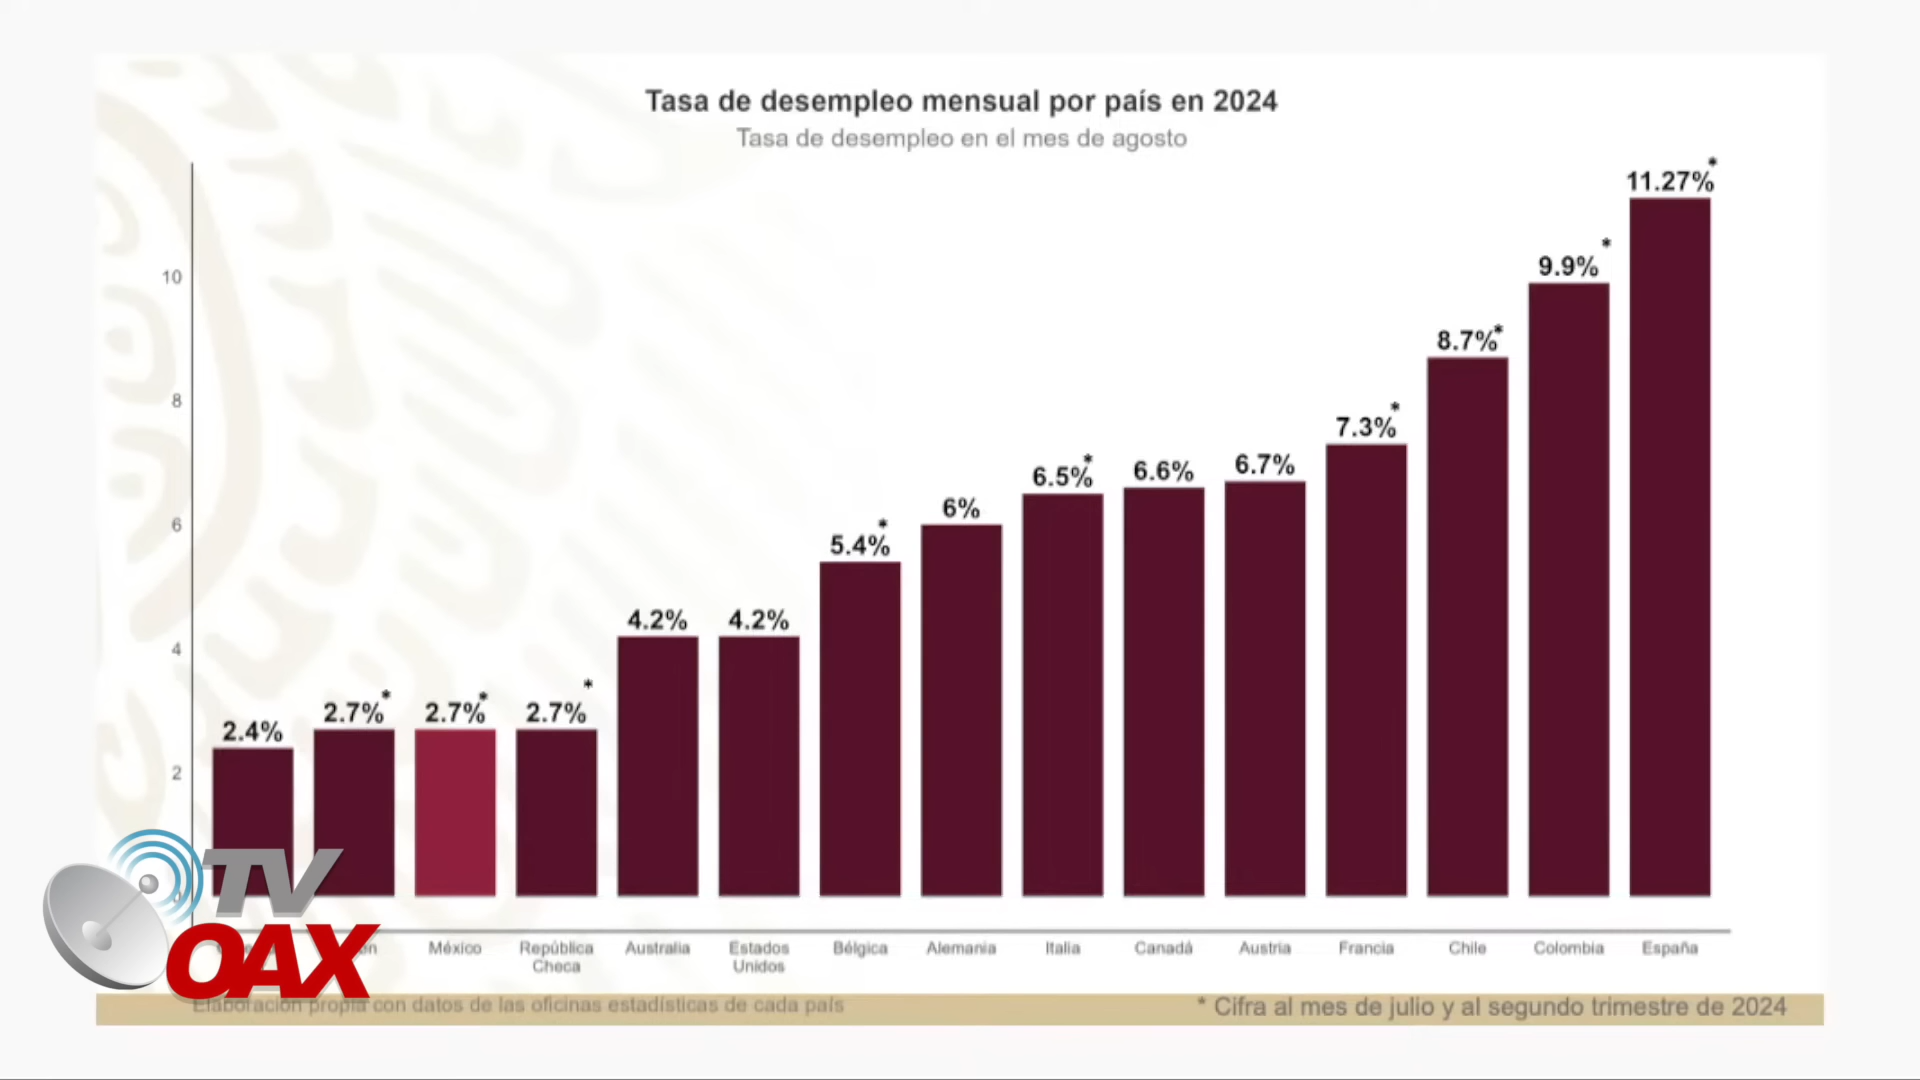 Tasa de desempleo mensual por país en 2024
Tasa de desempleo en el mes de agosto
10
8
6
4
2
2.4%
2.7%*
2.7%*
2.7%*
4.2%
4.2%
5.4%*
6%
6.5%*
6.6%
6.7%
7.3%*
8.7%*
9.9%*
11.27%*
México
República
Checa
Australia
Estados
Unidos
Bélgica
Alemania
Italia
Canadá
Austria
Francia
Chile
Colombia
España
TV
OAX
Elaboración propia con datos de las oficinas estadísticas de cada país
* Cifra al mes de julio y al segundo trimestre de 2024